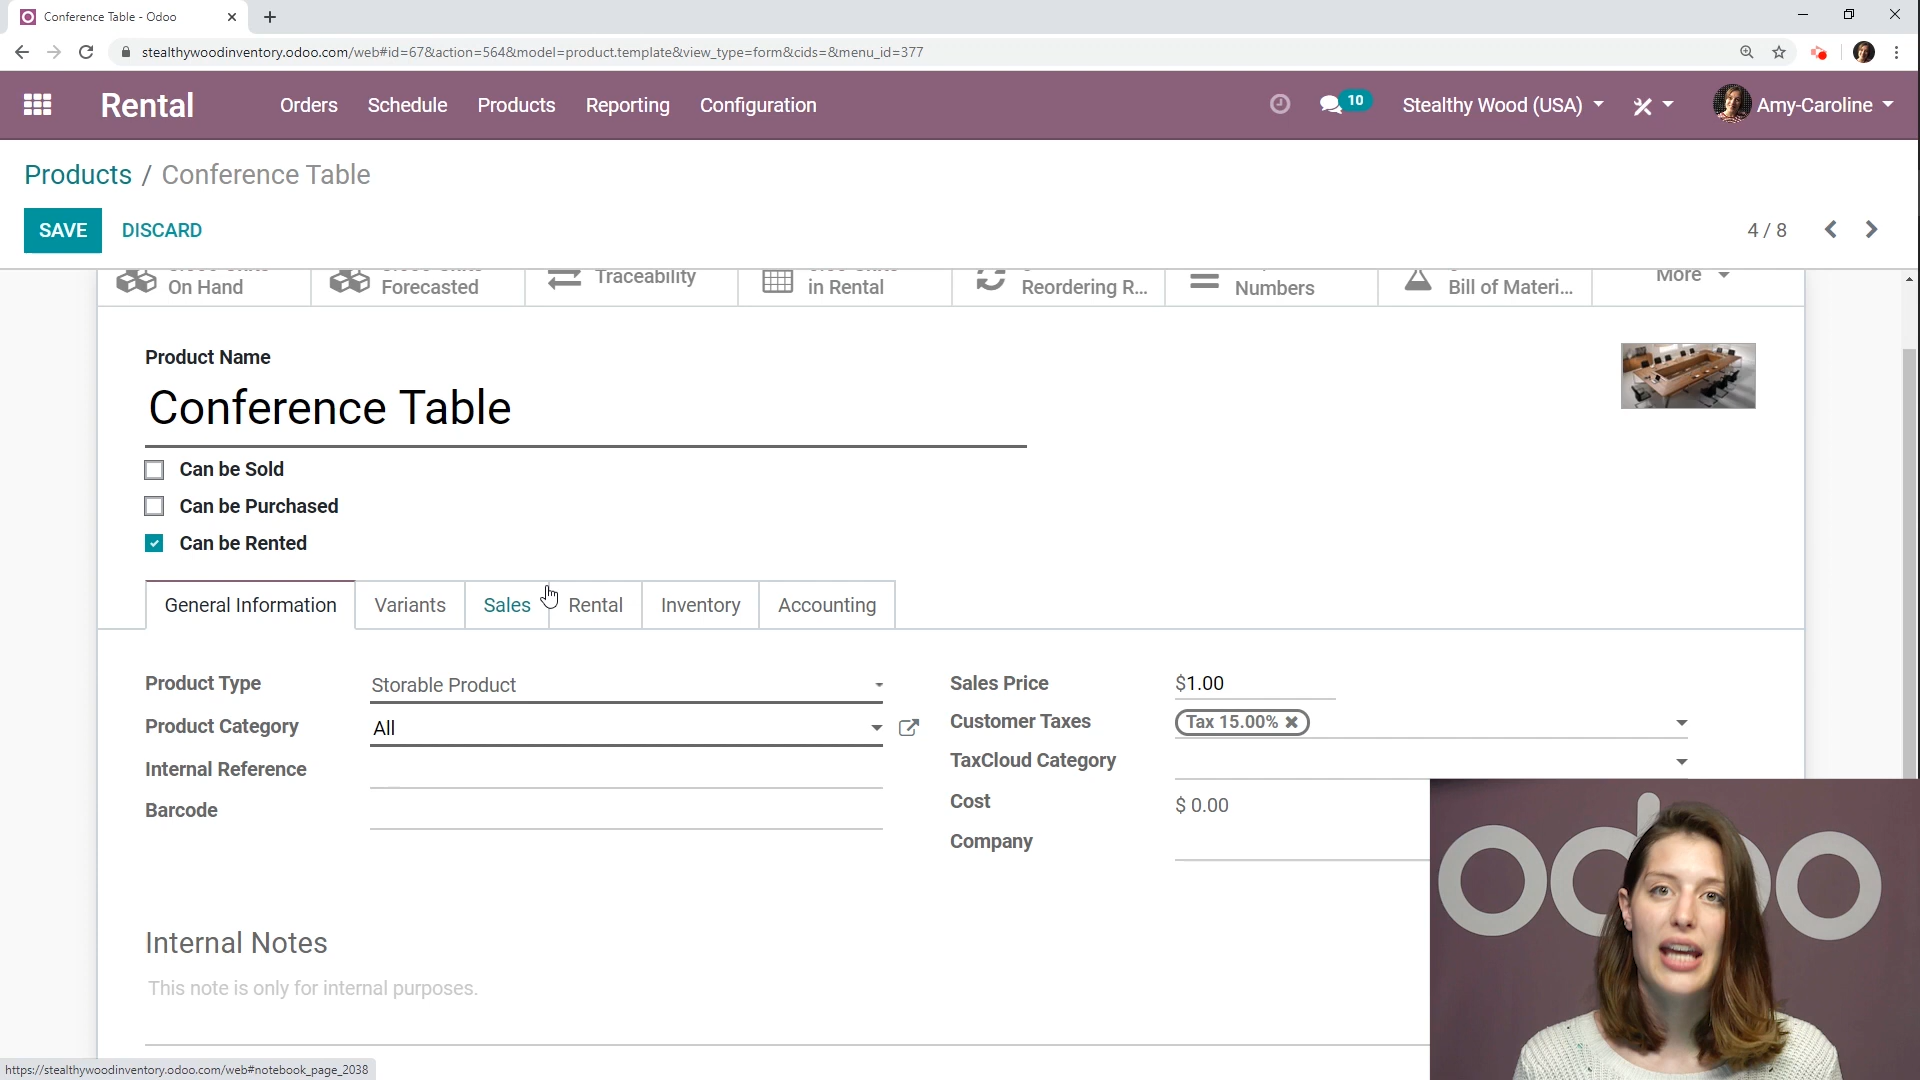 Conference Table - Odoo
stealthywoodinventory.odoo.com/web#id=67&action=564&model=product.template&view_type=form&cids=&menu_id=377
Rental
Orders
Schedule
Products
Reporting
Configuration
10
Stealthy Wood (USA)
Amy-Caroline
Products / Conference Table
SAVE
DISCARD
4 / 8
On Hand
Forecasted
Traceability
in Rental
Reordering R...
Numbers
Bill of Materi...
More
Product Name
Conference Table
Can be Sold
Can be Purchased
Can be Rented
General Information
Variants
Sales
Rental
Inventory
Accounting
Product Type
Storable Product
Product Category
All
Internal Reference
Barcode
Sales Price
$1.00
Customer Taxes
Tax 15.00%
TaxCloud Category
Cost
$ 0.00
Company
Internal Notes
This note is only for internal purposes.
odoo
https://stealthywoodinventory.odoo.com/web#notebook_page_2038